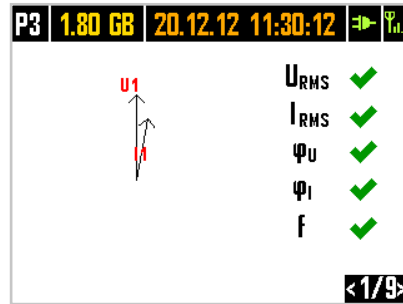 P3 1.80 GB 20.12.12 11:30:12
U1
I1
URMS
IRMS
φU
φI
f
<1/9>